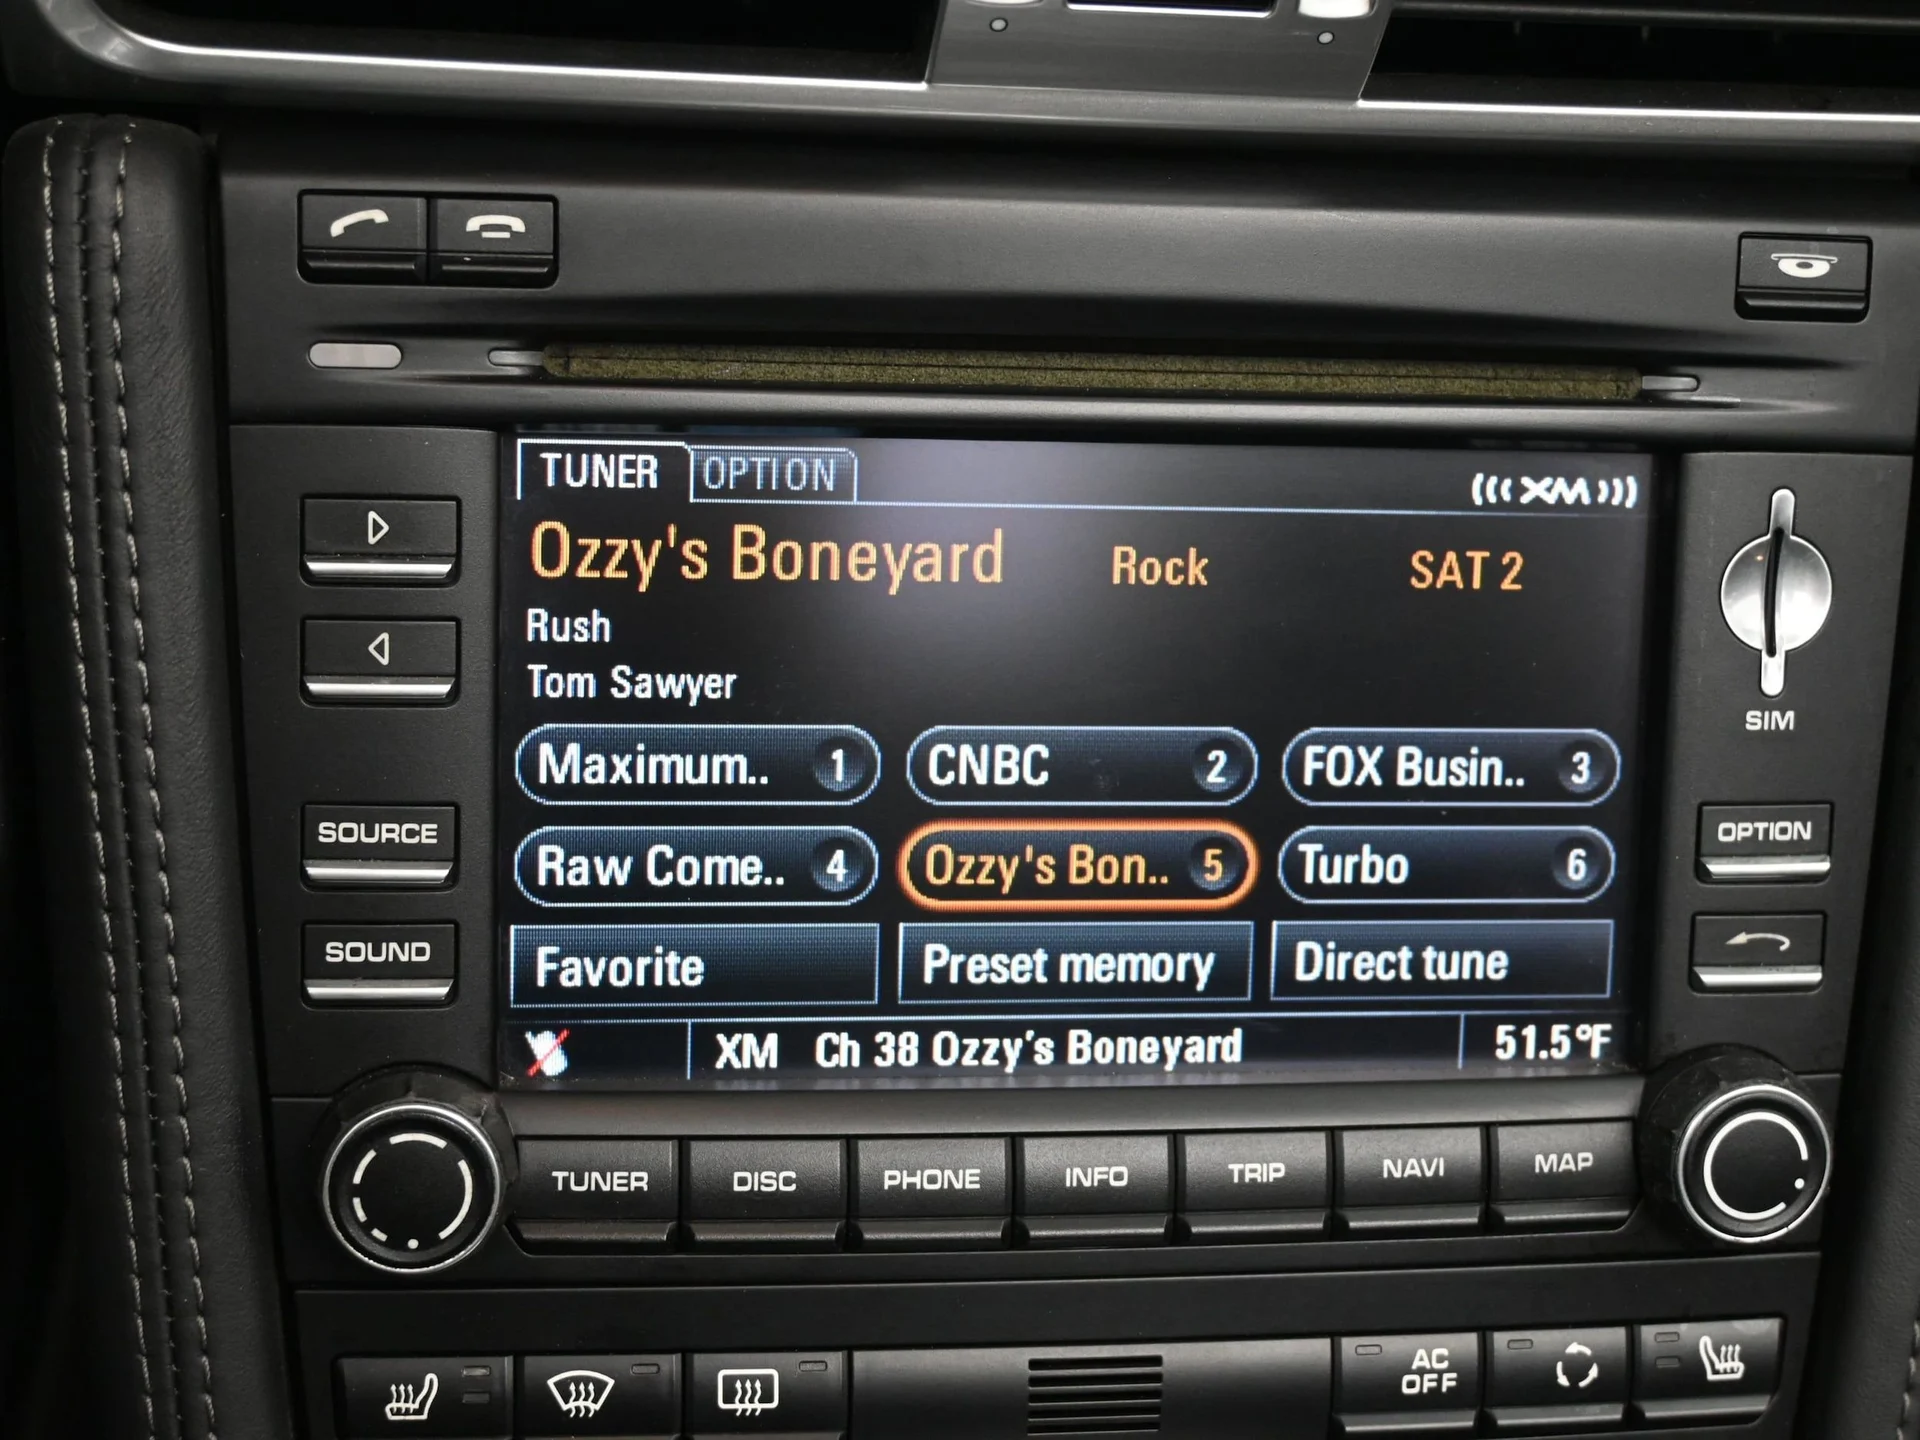 TUNER OPTION
(((XM)))
Ozzy's Boneyard Rock SAT 2
Rush
Tom Sawyer
SIM
Maximum.. 1 CNBC 2 FOX Busin.. 3
Raw Come.. 4 Ozzy's Bon.. 5 Turbo 6
Favorite Preset memory Direct tune
XM Ch 38 Ozzy's Boneyard 51.5°F
SOURCE
SOUND
OPTION
TUNER DISC PHONE INFO TRIP NAVI MAP
AC
OFF